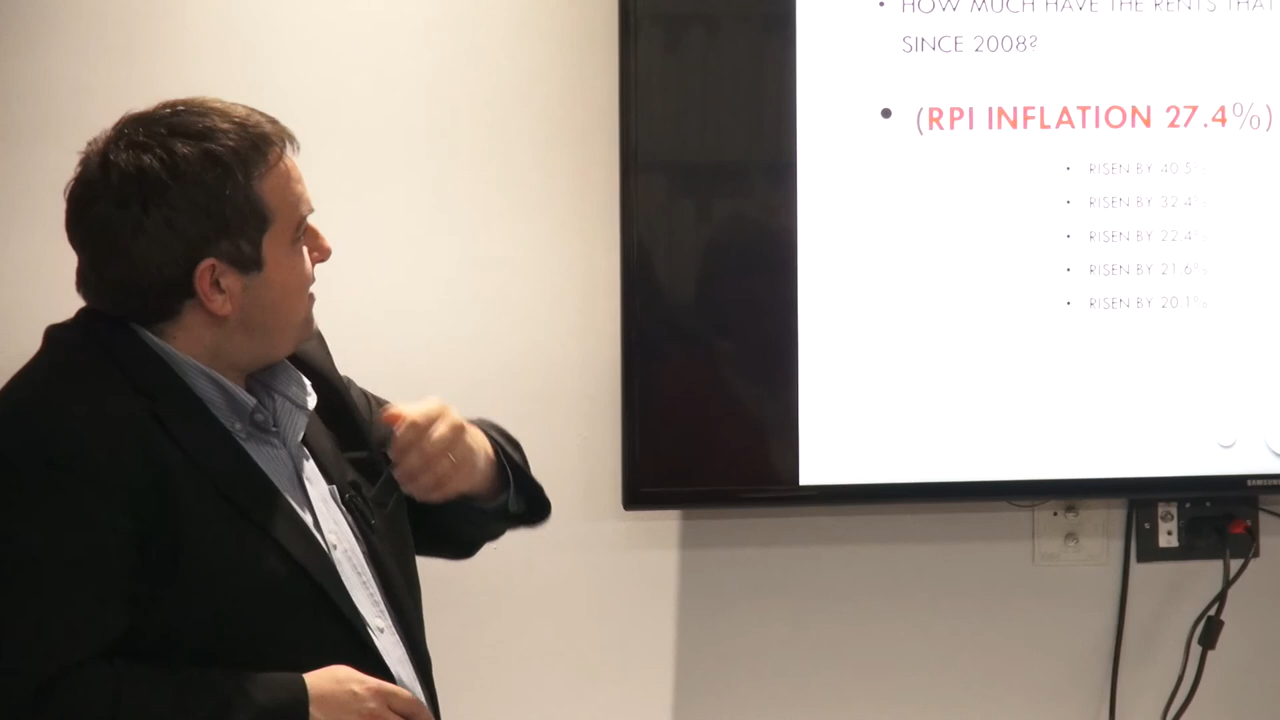 • HOW MUCH HAVE THE RENTS THAT
SINCE 2008?
• (RPI INFLATION 27.4%)
• RISEN BY 40.5%
• RISEN BY 32.4%
• RISEN BY 22.4%
• RISEN BY 21.6%
• RISEN BY 20.1%
SAMSUNG